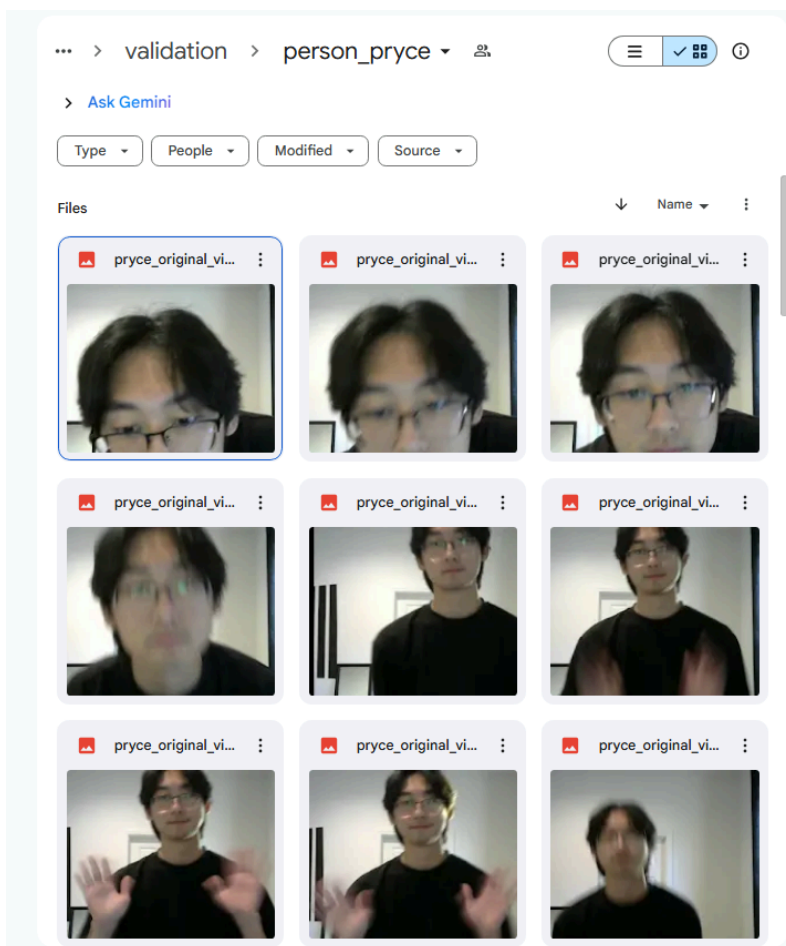 ... > validation > person_pryce
Ask Gemini
Type People Modified Source
Files Name
pryce_original_vi... pryce_original_vi... pryce_original_vi...
pryce_original_vi... pryce_original_vi... pryce_original_vi...
pryce_original_vi... pryce_original_vi... pryce_original_vi...